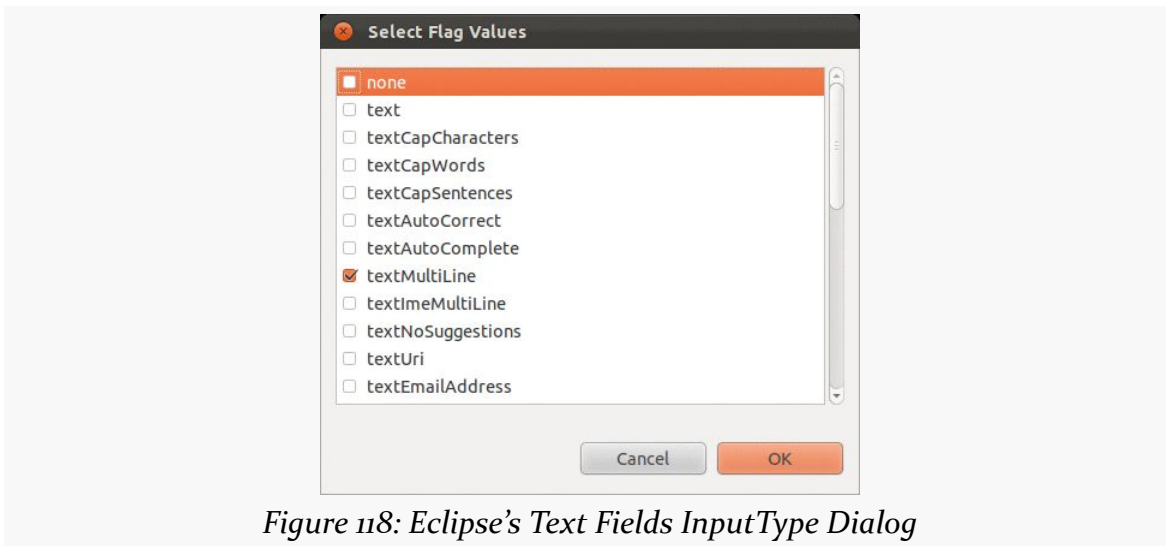 Select Flag Values
none
text
textCapCharacters
textCapWords
textCapSentences
textAutoCorrect
textAutoComplete
textMultiLine
textImeMultiLine
textNoSuggestions
textUri
textEmailAddress
Cancel
OK
Figure 118: Eclipse's Text Fields InputType Dialog